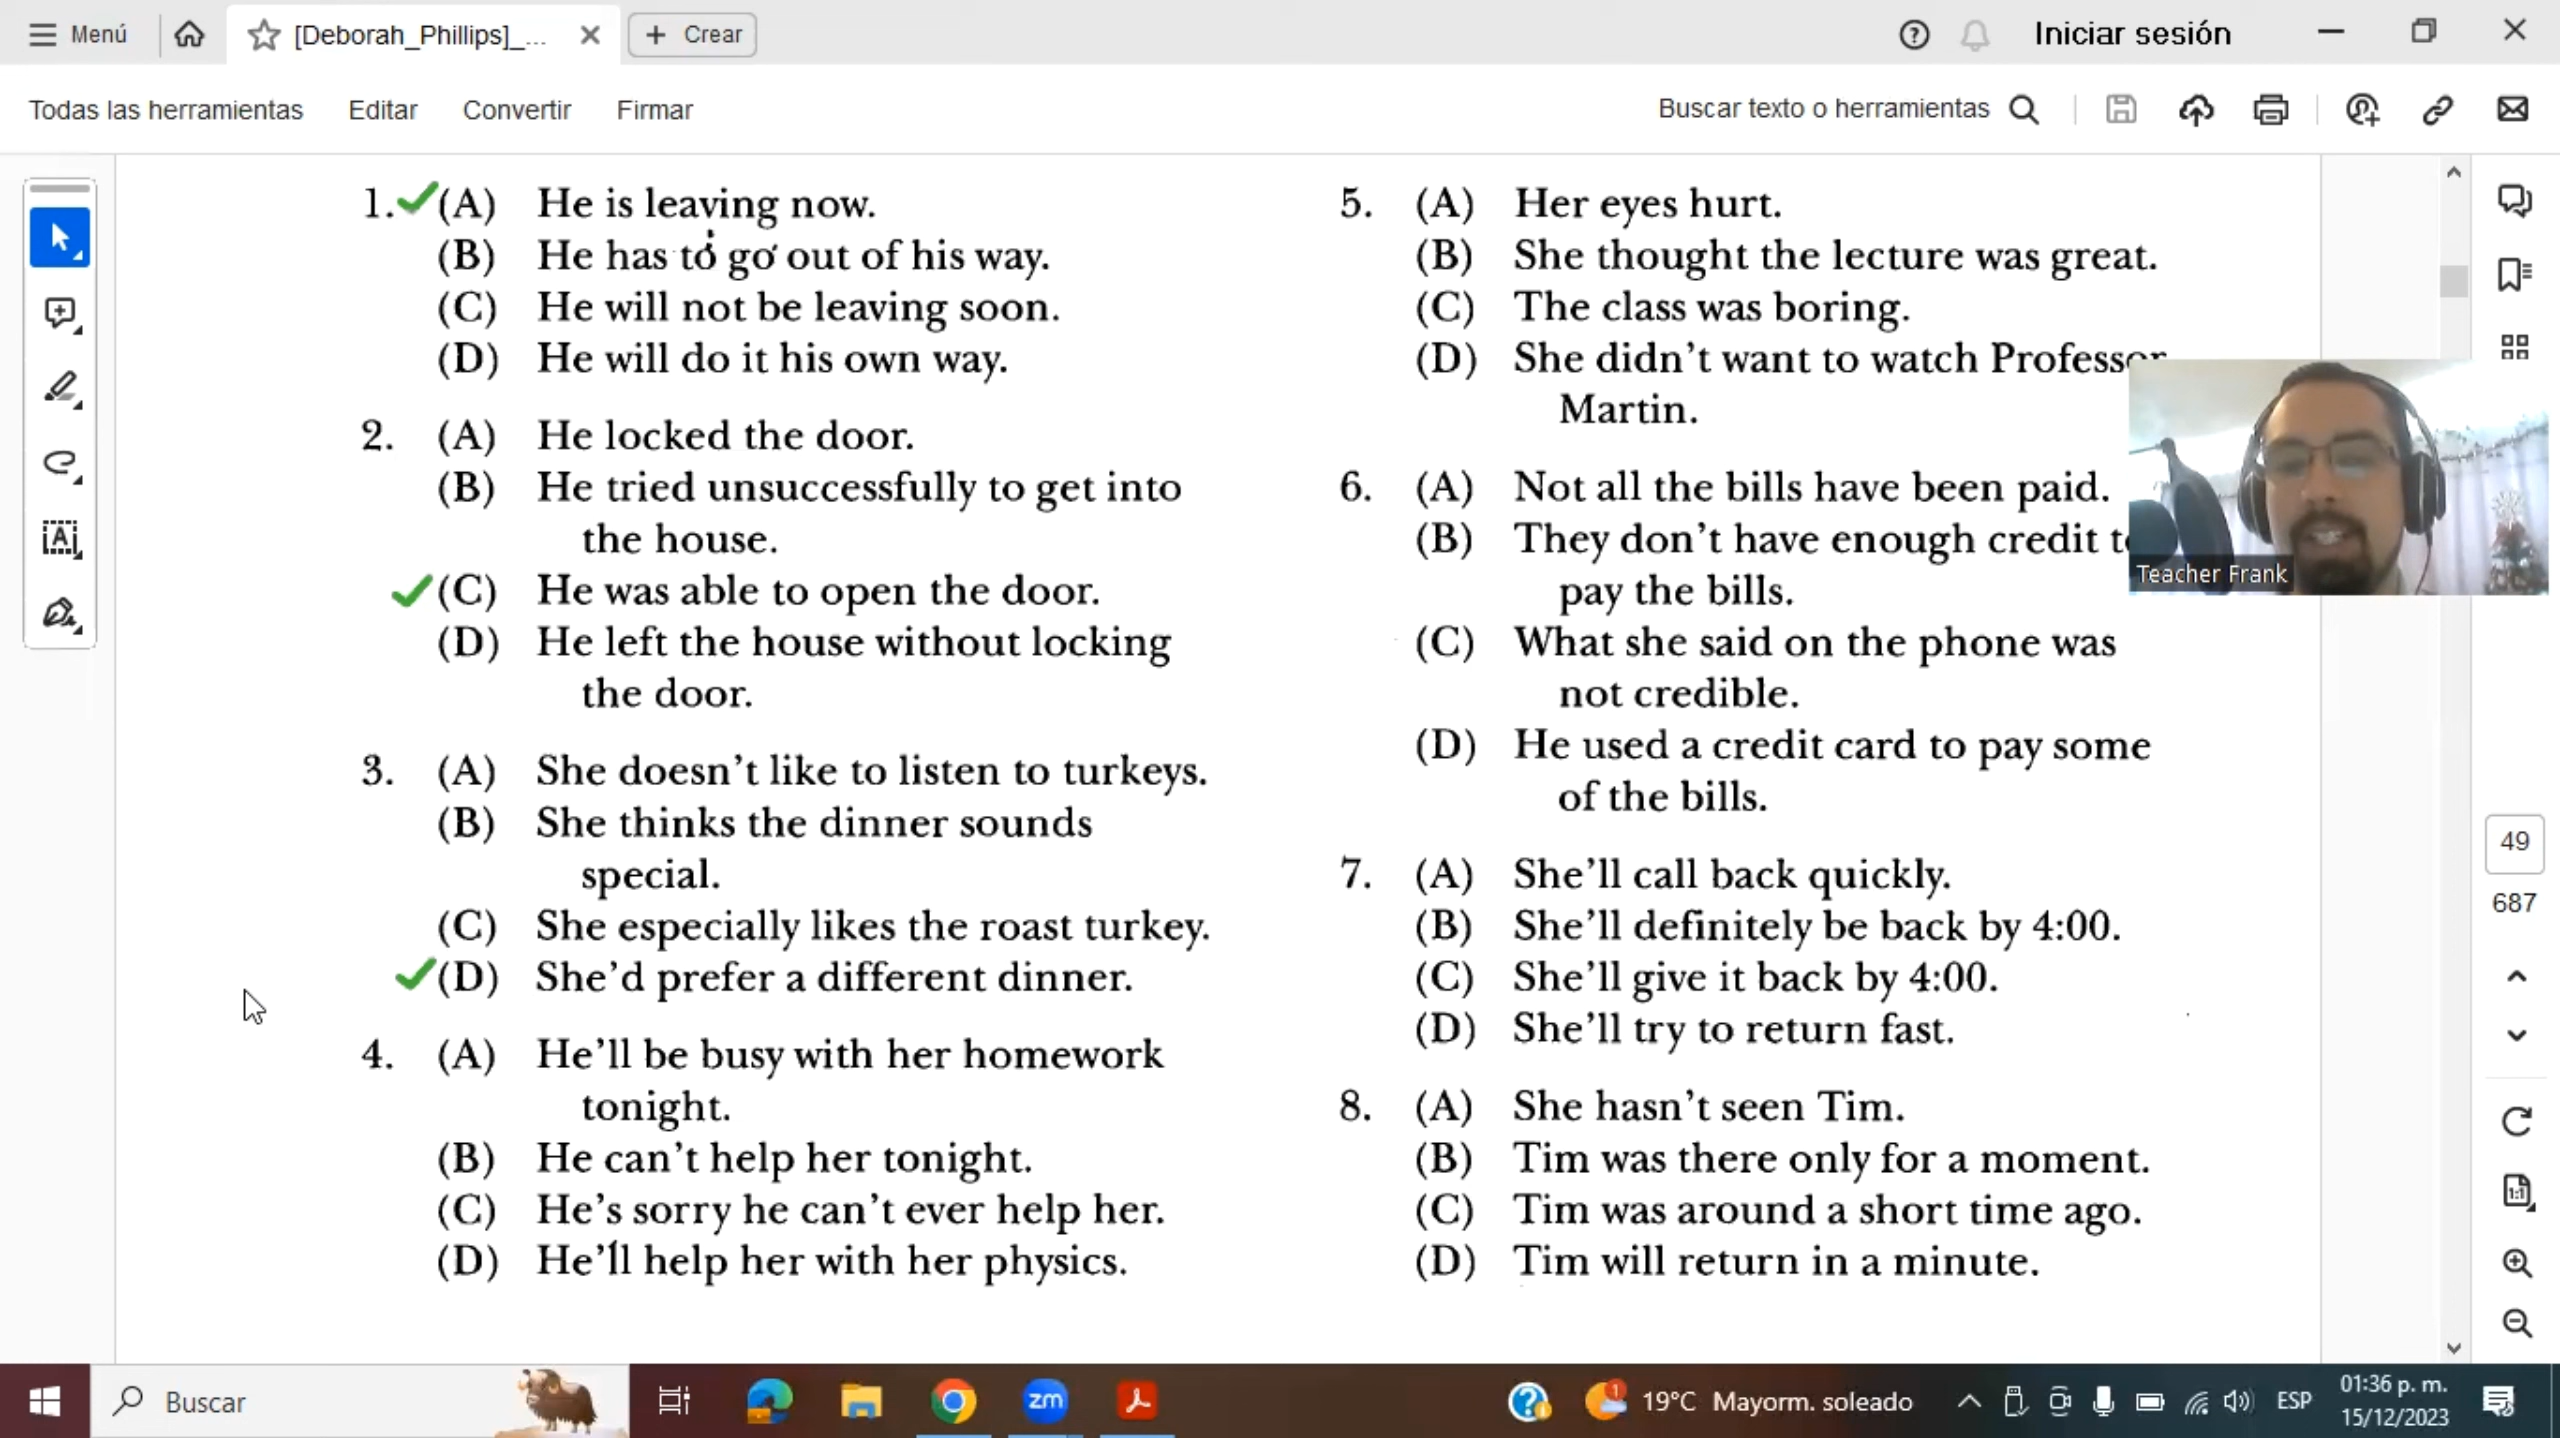 Menú
[Deborah_Phillips]_...
Crear
Iniciar sesión
Todas las herramientas
Editar
Convertir
Firmar
Buscar texto o herramientas
1. (A) He is leaving now.
(B) He has to go out of his way.
(C) He will not be leaving soon.
(D) He will do it his own way.
2. (A) He locked the door.
(B) He tried unsuccessfully to get into
the house.
(C) He was able to open the door.
(D) He left the house without locking
the door.
3. (A) She doesn't like to listen to turkeys.
(B) She thinks the dinner sounds
special.
(C) She especially likes the roast turkey.
(D) She'd prefer a different dinner.
4. (A) He'll be busy with her homework
tonight.
(B) He can't help her tonight.
(C) He's sorry he can't ever help her.
(D) He'll help her with her physics.
5. (A) Her eyes hurt.
(B) She thought the lecture was great.
(C) The class was boring.
(D) She didn't want to watch Professor
Martin.
6. (A) Not all the bills have been paid.
(B) They don't have enough credit to
pay the bills.
(C) What she said on the phone was
not credible.
(D) He used a credit card to pay some
of the bills.
7. (A) She'll call back quickly.
(B) She'll definitely be back by 4:00.
(C) She'll give it back by 4:00.
(D) She'll try to return fast.
8. (A) She hasn't seen Tim.
(B) Tim was there only for a moment.
(C) Tim was around a short time ago.
(D) Tim will return in a minute.
Teacher Frank
49
687
Buscar
zm
1
19°C Mayorm. soleado
ESP
01:36 p. m.
15/12/2023